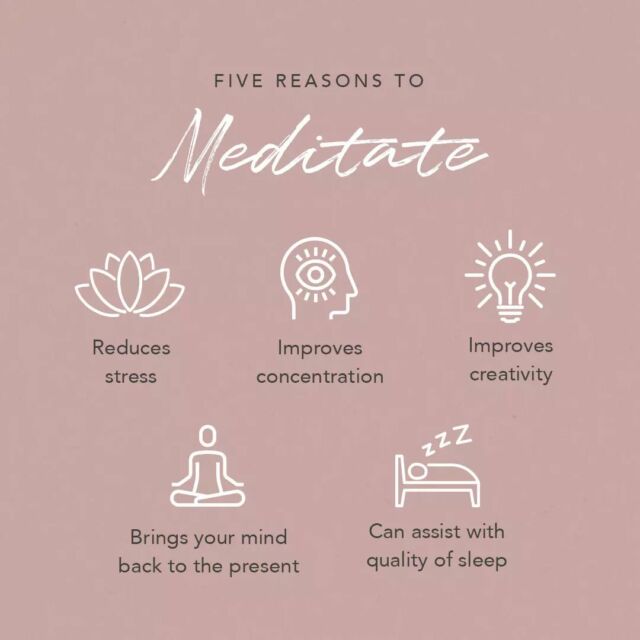 FIVE REASONS TO
Meditate
Reduces
stress
Improves
concentration
Improves
creativity
zzZ
Brings your mind
back to the present
Can assist with
quality of sleep